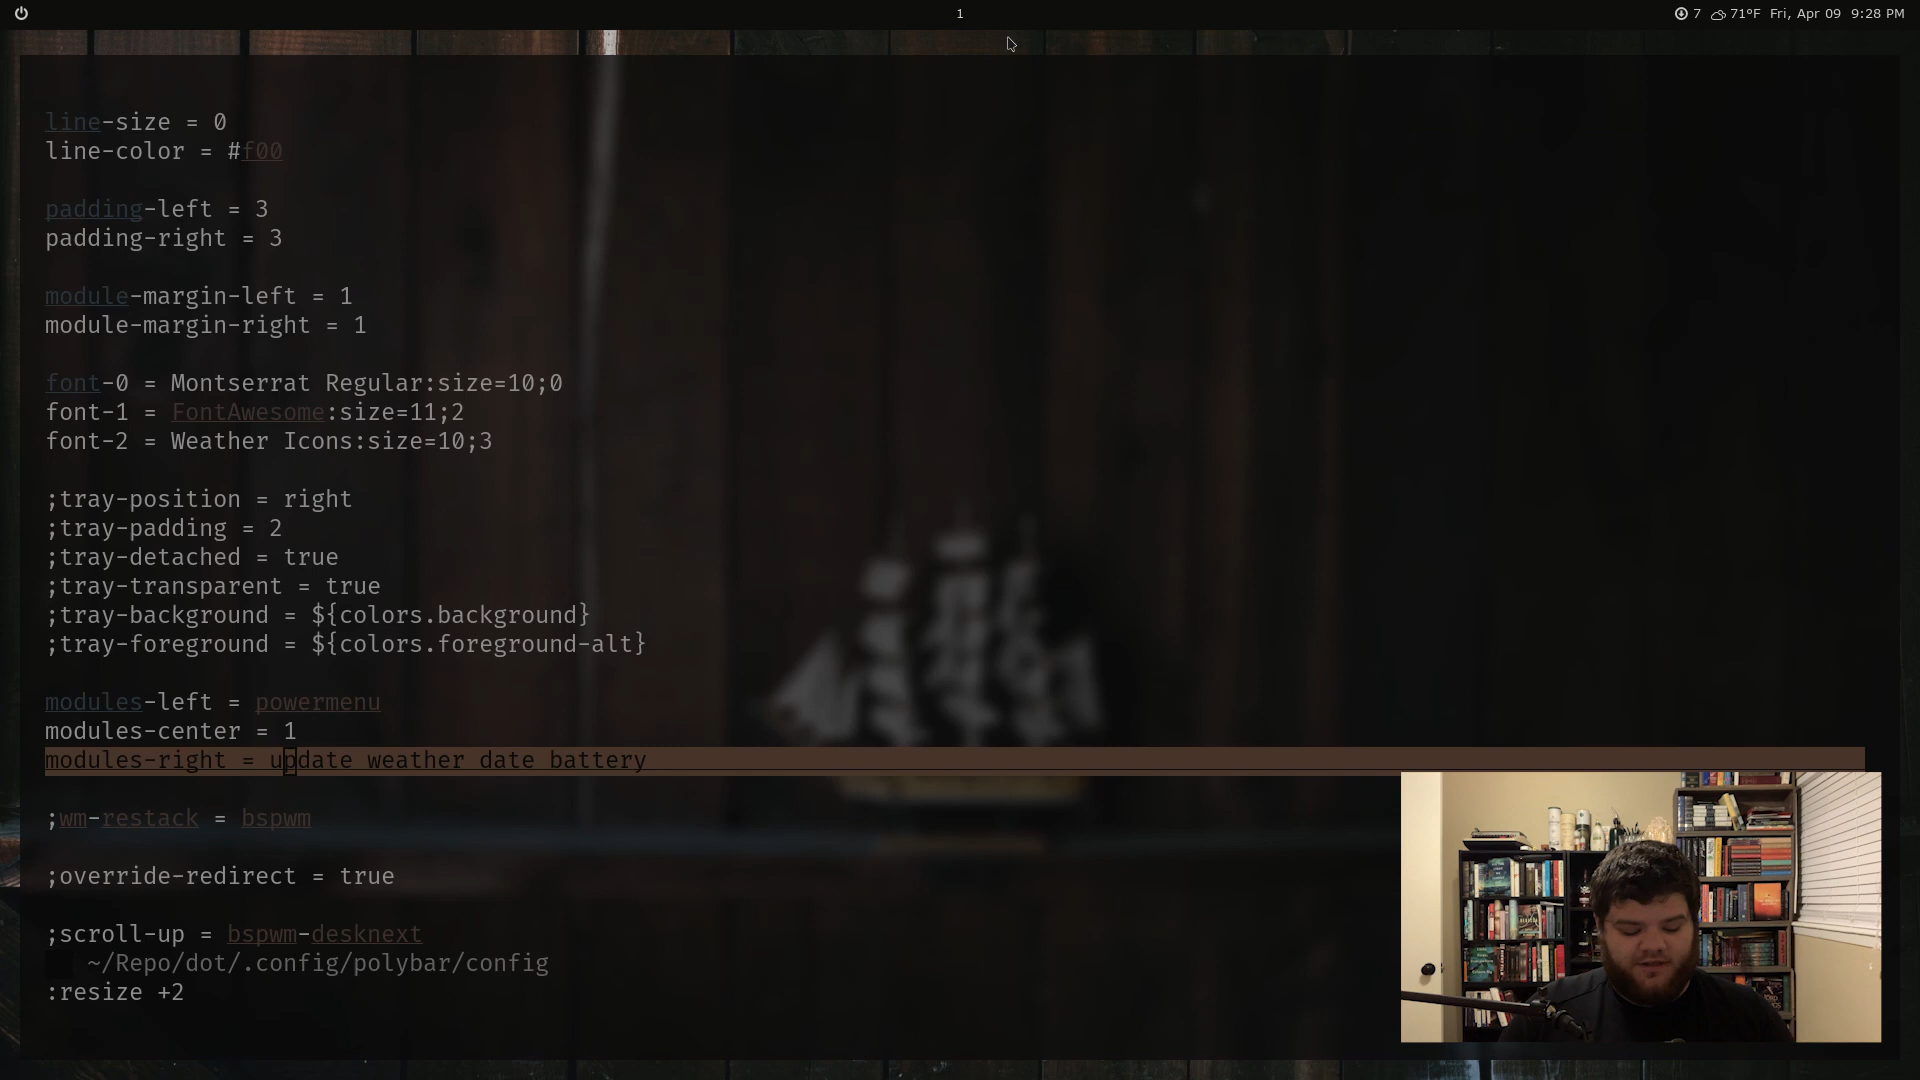 1
7 71°F Fri, Apr 09 9:28 PM
line-size = 0
line-color = #f00
padding-left = 3
padding-right = 3
module-margin-left = 1
module-margin-right = 1
font-0 = Montserrat Regular:size=10;0
font-1 = FontAwesome:size=11;2
font-2 = Weather Icons:size=10;3
;tray-position = right
;tray-padding = 2
;tray-detached = true
;tray-transparent = true
;tray-background = ${colors.background}
;tray-foreground = ${colors.foreground-alt}
modules-left = powermenu
modules-center = 1
modules-right = update weather date battery
;wm-restack = bspwm
;override-redirect = true
;scroll-up = bspwm-desknext
~/Repo/dot/.config/polybar/config
:resize +2